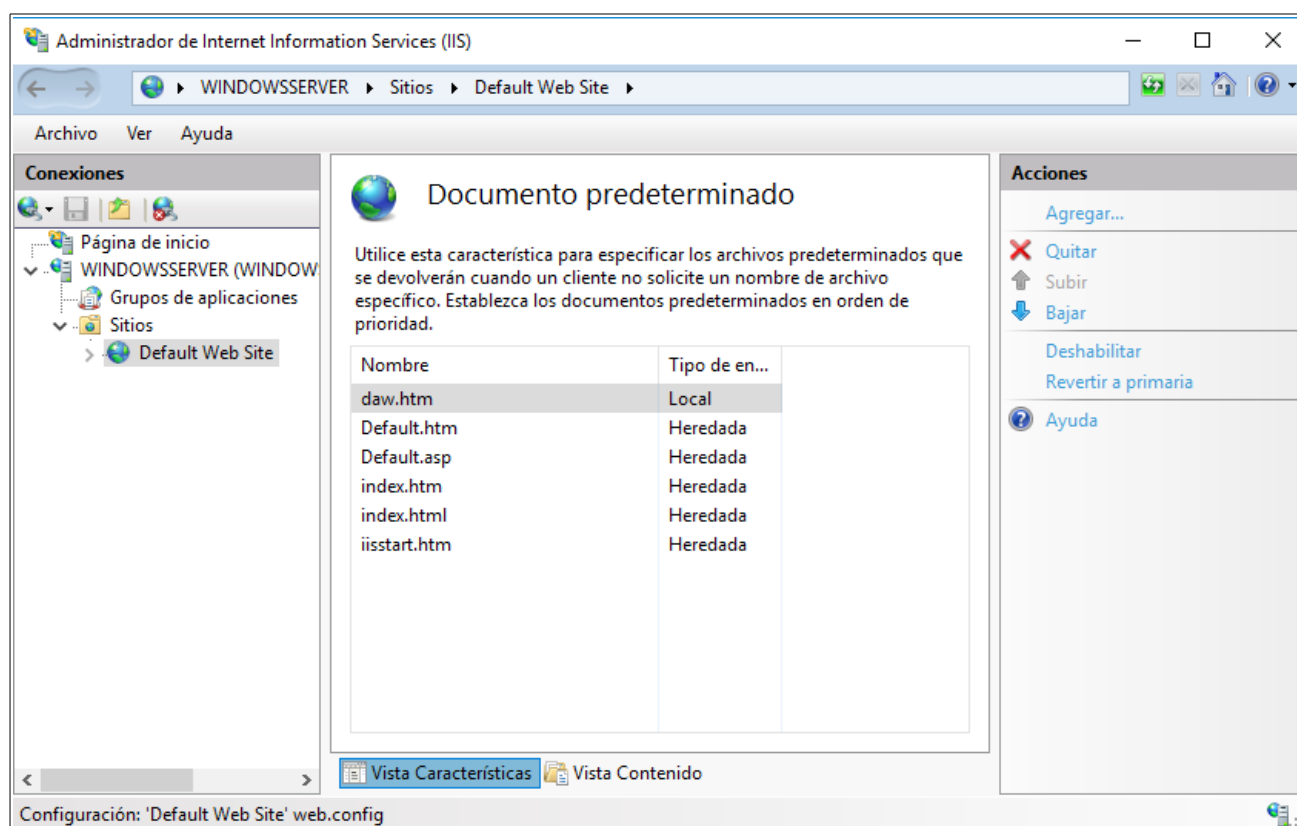 Administrador de Internet Information Services (IIS)
WINDOWSSERVER Sitios Default Web Site
Archivo Ver Ayuda
Conexiones
Página de inicio
WINDOWSSERVER (WINDOW
Grupos de aplicaciones
Sitios
Default Web Site
Documento predeterminado
Utilice esta característica para especificar los archivos predeterminados que
se devolverán cuando un cliente no solicite un nombre de archivo
específico. Establezca los documentos predeterminados en orden de
prioridad.
Nombre Tipo de en...
daw.htm Local
Default.htm Heredada
Default.asp Heredada
index.htm Heredada
index.html Heredada
iisstart.htm Heredada
Vista Características Vista Contenido
Acciones
Agregar...
Quitar
Subir
Bajar
Deshabilitar
Revertir a primaria
Ayuda
Configuración: 'Default Web Site' web.config